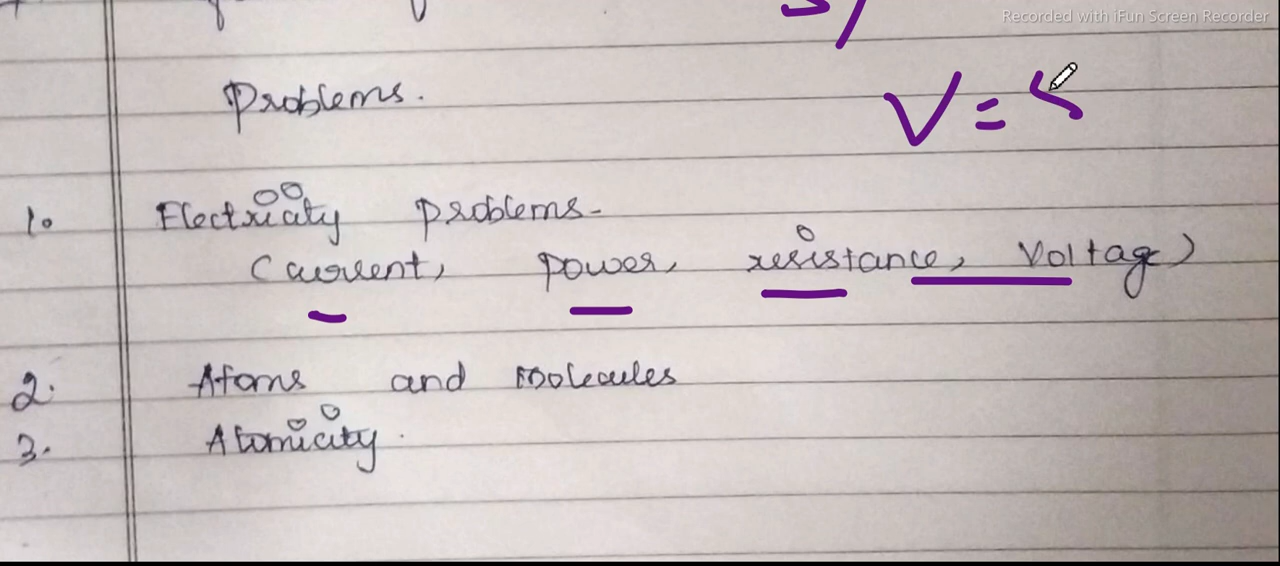 Recorded with iFun Screen Recorder
Problems.
V =
1. Electricity problems-
(current, power, resistance, Voltage)
2. Atoms and molecules
3. Atomicity.